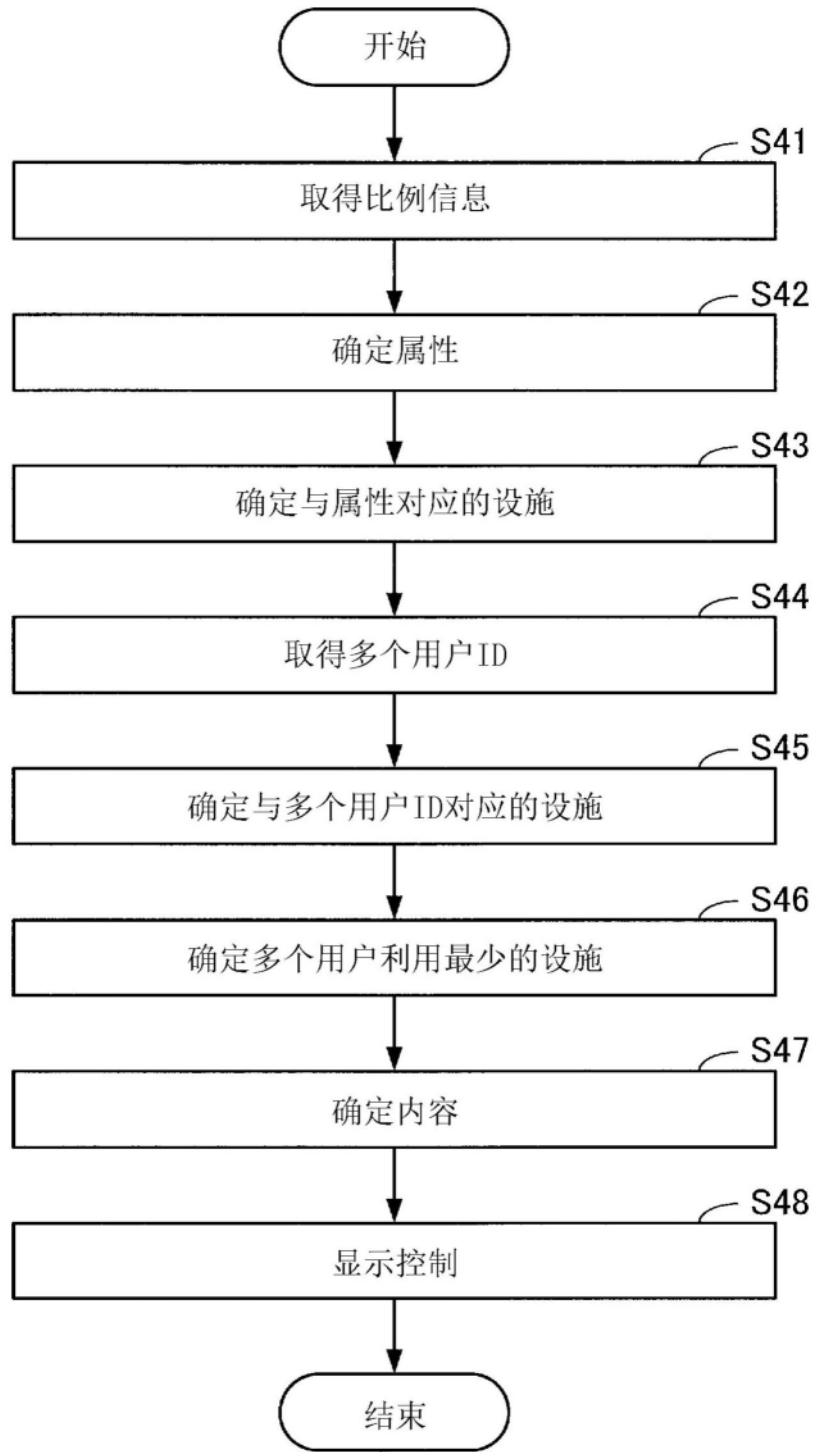 开始
S41
取得比例信息
S42
确定属性
S43
确定与属性对应的设施
S44
取得多个用户ID
S45
确定与多个用户ID对应的设施
S46
确定多个用户利用最少的设施
S47
确定内容
S48
显示控制
结束